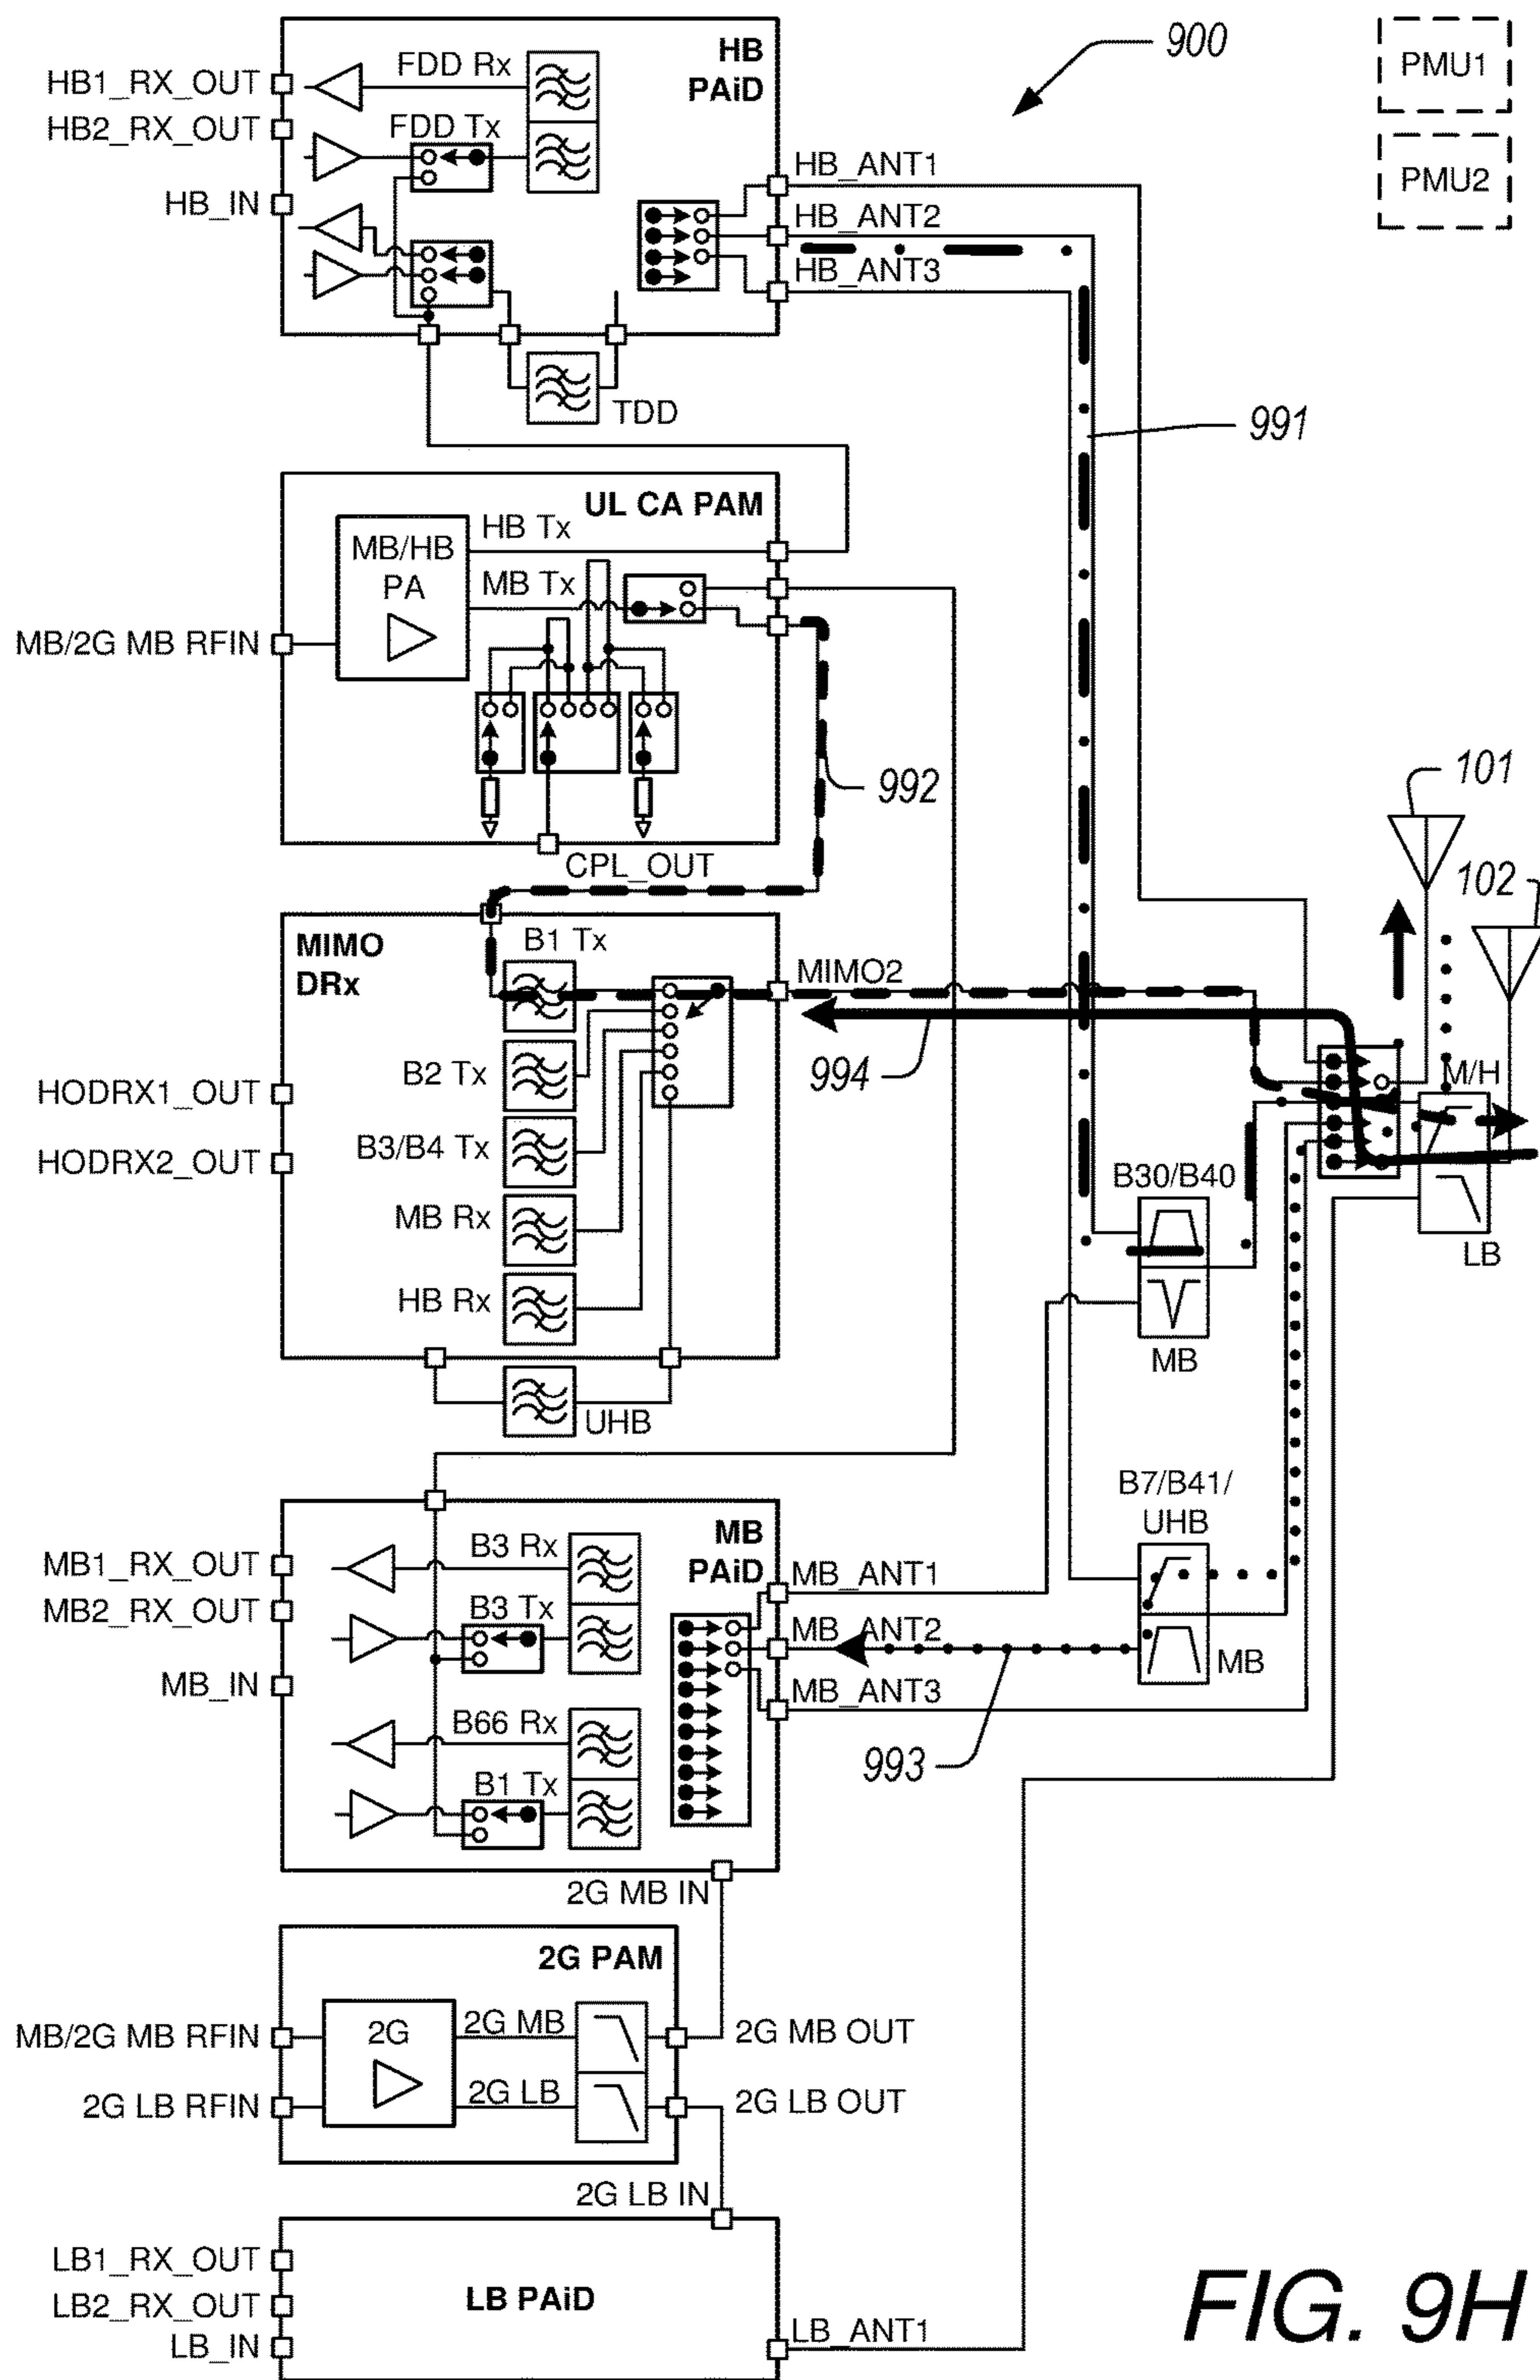 HB
PAiD
900
PMU1
PMU2
HB1_RX_OUT
HB2_RX_OUT
HB_IN
FDD Rx
FDD Tx
HB_ANT1
HB_ANT2
HB_ANT3
TDD
991
UL CA PAM
MB/HB
PA
HB Tx
MB Tx
MB/2G MB RFIN
992
CPL_OUT
101
102
MIMO
DRx
B1 Tx
MIMO2
994
B2 Tx
M/H
HODRX1_OUT
HODRX2_OUT
B3/B4 Tx
B30/B40
MB Rx
LB
HB Rx
MB
UHB
B7/B41/
UHB
MB
PAiD
MB1_RX_OUT
MB2_RX_OUT
MB_IN
B3 Rx
B3 Tx
MB_ANT1
MB_ANT2
MB
MB_ANT3
B66 Rx
993
B1 Tx
2G MB IN
2G PAM
MB/2G MB RFIN
2G
2G MB
2G MB OUT
2G LB RFIN
2G LB
2G LB OUT
2G LB IN
LB1_RX_OUT
LB2_RX_OUT
LB_IN
LB PAiD
LB_ANT1
FIG. 9H